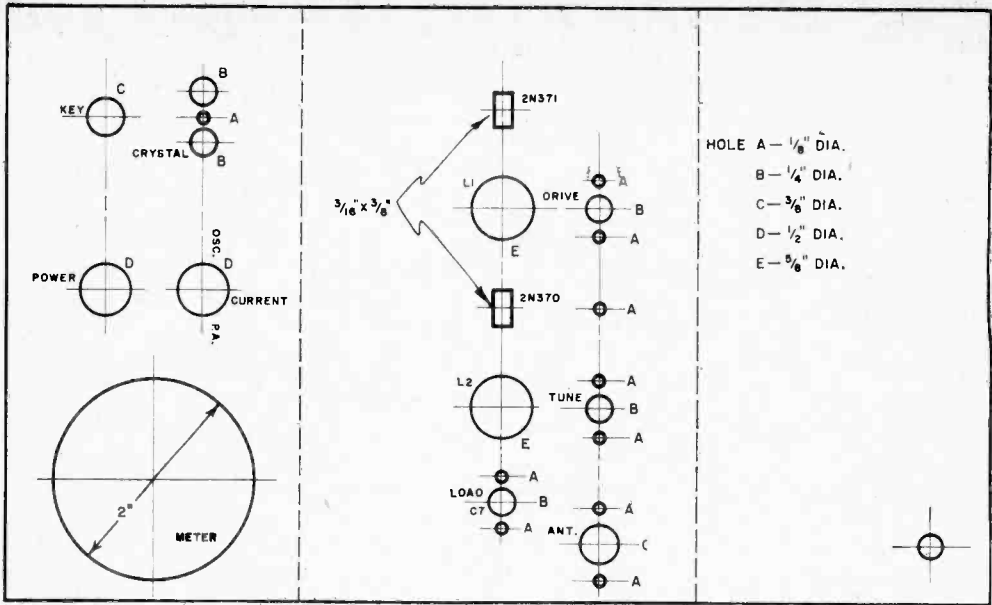 KEY
C
B
A
B
CRYSTAL
POWER
D
OSC.
D
CURRENT
P.A.
2"
METER
2N371
3/16" x 3/8"
L1
E
DRIVE
A
B
A
2N370
A
L2
E
TUNE
A
B
A
LOAD
C7
A
B
A
ANT.
A
C
A
HOLE A — 1/8" DIA.
B — 1/4" DIA.
C — 3/8" DIA.
D — 1/2" DIA.
E — 5/8" DIA.